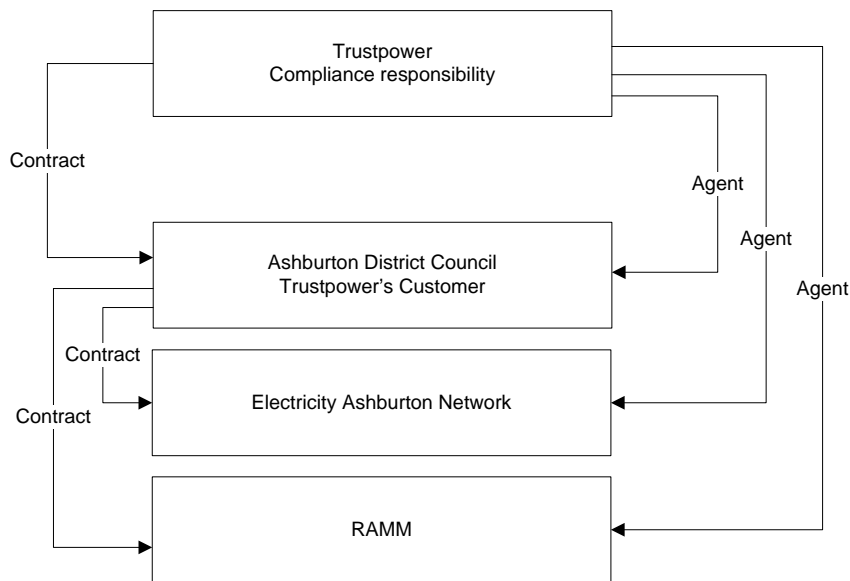 Trustpower
Compliance responsibility
Contract
Agent
Agent
Agent
Ashburton District Council
Trustpower's Customer
Contract
Contract
Electricity Ashburton Network
RAMM